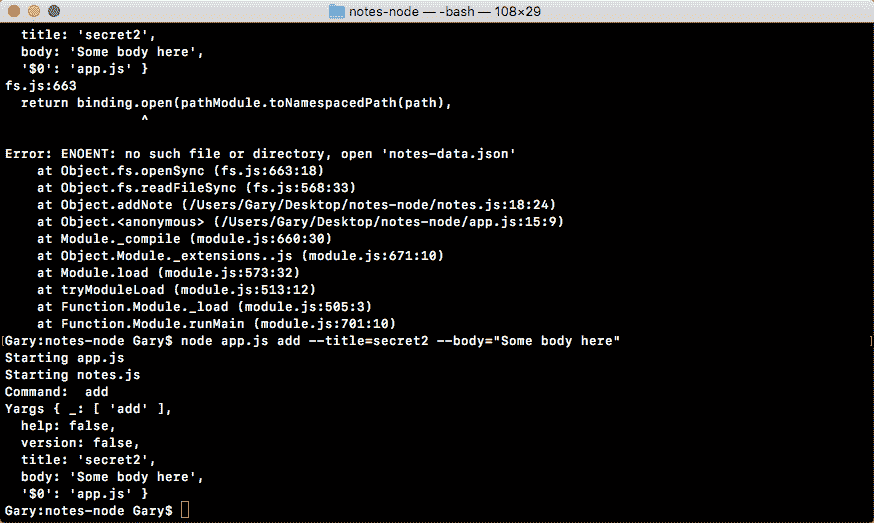 notes-node — -bash — 108×29
  title: 'secret2',
  body: 'Some body here',
  '$0': 'app.js' }
fs.js:663
  return binding.open(pathModule.toNamespacedPath(path),
                 ^
Error: ENOENT: no such file or directory, open 'notes-data.json'
    at Object.fs.openSync (fs.js:663:18)
    at Object.fs.readFileSync (fs.js:568:33)
    at Object.addNote (/Users/Gary/Desktop/notes-node/notes.js:18:24)
    at Object.<anonymous> (/Users/Gary/Desktop/notes-node/app.js:15:9)
    at Module._compile (module.js:660:30)
    at Object.Module._extensions..js (module.js:671:10)
    at Module.load (module.js:573:32)
    at tryModuleLoad (module.js:513:12)
    at Function.Module._load (module.js:505:3)
    at Function.Module.runMain (module.js:701:10)
[Gary:notes-node Gary$ node app.js add --title=secret2 --body="Some body here" ]
Starting app.js
Starting notes.js
Command:  add
Yargs { _: [ 'add' ],
  help: false,
  version: false,
  title: 'secret2',
  body: 'Some body here',
  '$0': 'app.js' }
Gary:notes-node Gary$